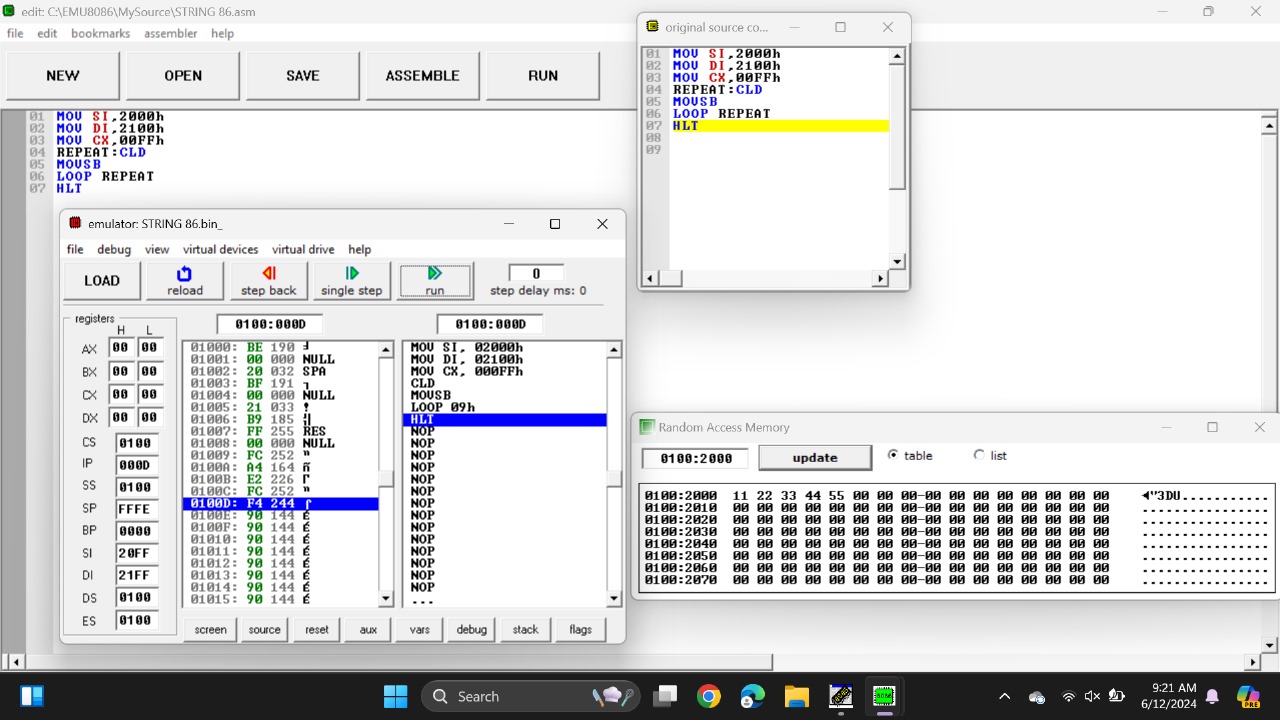 edit: C:\EMU8086\MySource\STRING 86.asm
file edit bookmarks assembler help
NEW OPEN SAVE ASSEMBLE RUN
01 MOV SI,2000h
02 MOV DI,2100h
03 MOV CX,00FFh
04 REPEAT:CLD
05 MOVSB
06 LOOP REPEAT
07 HLT
original source co...
01 MOV SI,2000h
02 MOV DI,2100h
03 MOV CX,00FFh
04 REPEAT:CLD
05 MOVSB
06 LOOP REPEAT
07 HLT
08
09
emulator: STRING 86.bin_
file debug view virtual devices virtual drive help
LOAD reload step back single step run 0
step delay ms: 0
registers
H L
AX 00 00
BX 00 00
CX 00 00
DX 00 00
CS 0100
IP 000D
SS 0100
SP FFFE
BP 0000
SI 20FF
DI 21FF
DS 0100
ES 0100
0100:000D
01000: BE 190 ╛
01001: 00 000 NULL
01002: 20 032 SPA
01003: BF 191 ┐
01004: 00 000 NULL
01005: 21 033 !
01006: B9 185 ╣
01007: FF 255 RES
01008: 00 000 NULL
01009: FC 252 ⁿ
0100A: A4 164 ñ
0100B: E2 226 Γ
0100C: FC 252 ⁿ
0100D: F4 244 ⌠
0100E: 90 144 É
0100F: 90 144 É
01010: 90 144 É
01011: 90 144 É
01012: 90 144 É
01013: 90 144 É
01014: 90 144 É
01015: 90 144 É
0100:000D
MOV SI, 02000h
MOV DI, 02100h
MOV CX, 000FFh
CLD
MOVSB
LOOP 09h
HLT
NOP
NOP
NOP
NOP
NOP
NOP
NOP
NOP
NOP
NOP
NOP
NOP
NOP
NOP
...
screen source reset aux vars debug stack flags
Random Access Memory
0100:2000 update table list
0100:2000 11 22 33 44 55 00 00 00-00 00 00 00 00 00 00 00 ◄"3DU...........
0100:2010 00 00 00 00 00 00 00 00-00 00 00 00 00 00 00 00 ................
0100:2020 00 00 00 00 00 00 00 00-00 00 00 00 00 00 00 00 ................
0100:2030 00 00 00 00 00 00 00 00-00 00 00 00 00 00 00 00 ................
0100:2040 00 00 00 00 00 00 00 00-00 00 00 00 00 00 00 00 ................
0100:2050 00 00 00 00 00 00 00 00-00 00 00 00 00 00 00 00 ................
0100:2060 00 00 00 00 00 00 00 00-00 00 00 00 00 00 00 00 ................
0100:2070 00 00 00 00 00 00 00 00-00 00 00 00 00 00 00 00 ................
Search
9:21 AM
6/12/2024
PRE